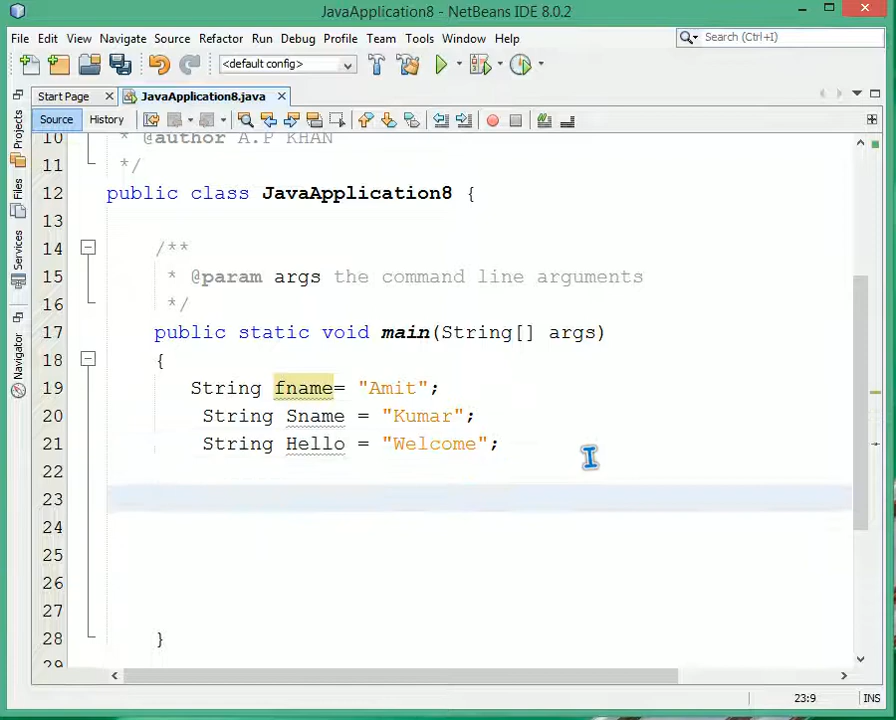 JavaApplication8 - NetBeans IDE 8.0.2
File Edit View Navigate Source Refactor Run Debug Profile Team Tools Window Help
Search (Ctrl+I)
<default config>
Start Page JavaApplication8.java
Source History
Projects
Files
Services
Navigator
10 * @author A.P KHAN
11 */
12 public class JavaApplication8 {
13
14 /**
15 * @param args the command line arguments
16 */
17 public static void main(String[] args)
18 {
19 String fname= "Amit";
20 String Sname = "Kumar";
21 String Hello = "Welcome";
22
23
24
25
26
27
28 }
29
23:9 INS